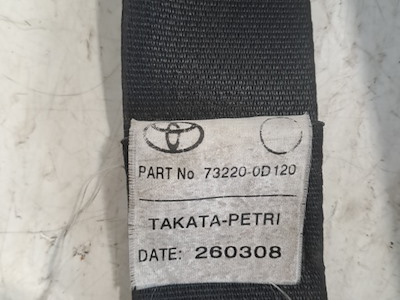 PART No 73220-0D120
TAKATA-PETRI
DATE: 260308